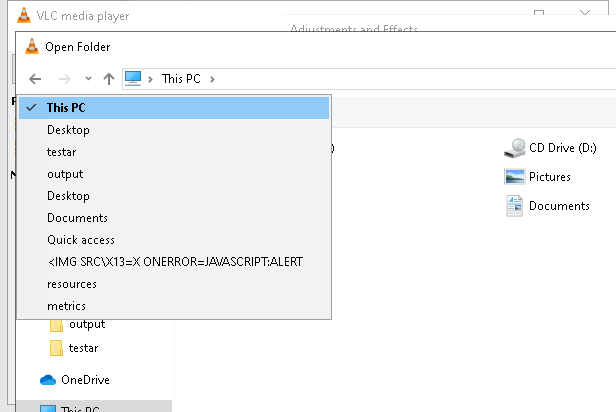 VLC media player
Adjustments and Effects
Open Folder
This PC
This PC
Desktop
testar
output
Desktop
Documents
Quick access
<IMG SRC\X13=X ONERROR=JAVASCRIPT:ALERT
resources
metrics
CD Drive (D:)
Pictures
Documents
output
testar
OneDrive
This PC